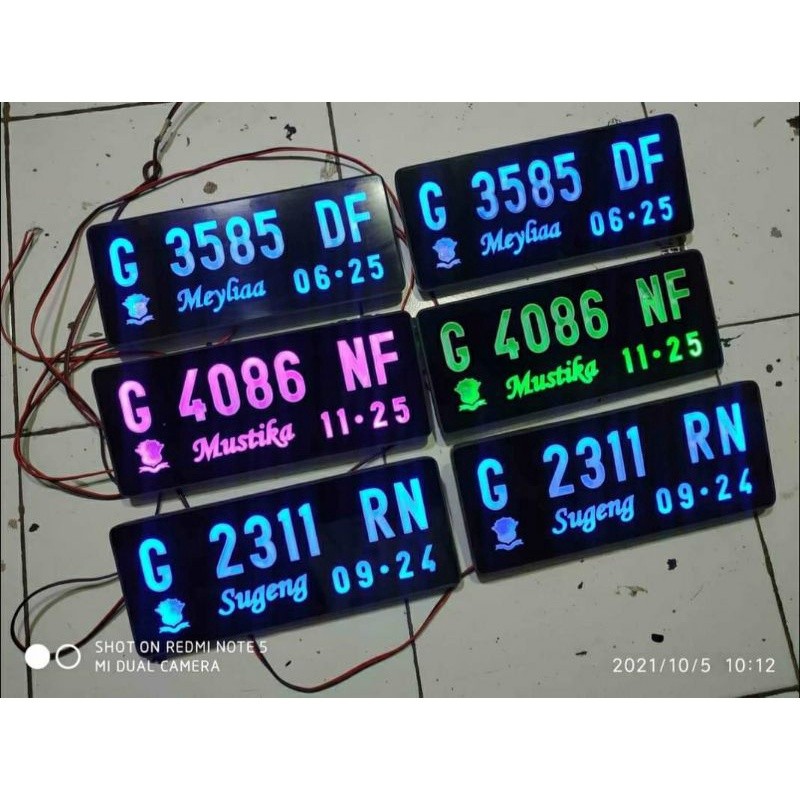 G 3585 DF
Meyliaa 06•25
G 3585 DF
Meyliaa 06•25
G 4086 NF
Mustika 11•25
G 4086 NF
Mustika 11•25
G 2311 RN
Sugeng 09•24
G 2311 RN
Sugeng 09•24
SHOT ON REDMI NOTE 5
MI DUAL CAMERA
2021/10/5 10:12